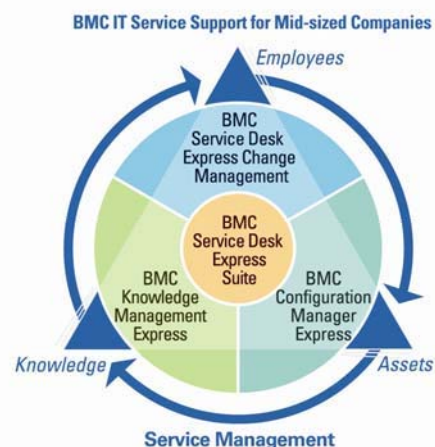 BMC IT Service Support for Mid-sized Companies
Employees
BMC
Service Desk
Express Change
Management
BMC
Service Desk
Express
Suite
BMC
Knowledge
Management
Express
BMC
Configuration
Manager
Express
Knowledge
Assets
Service Management